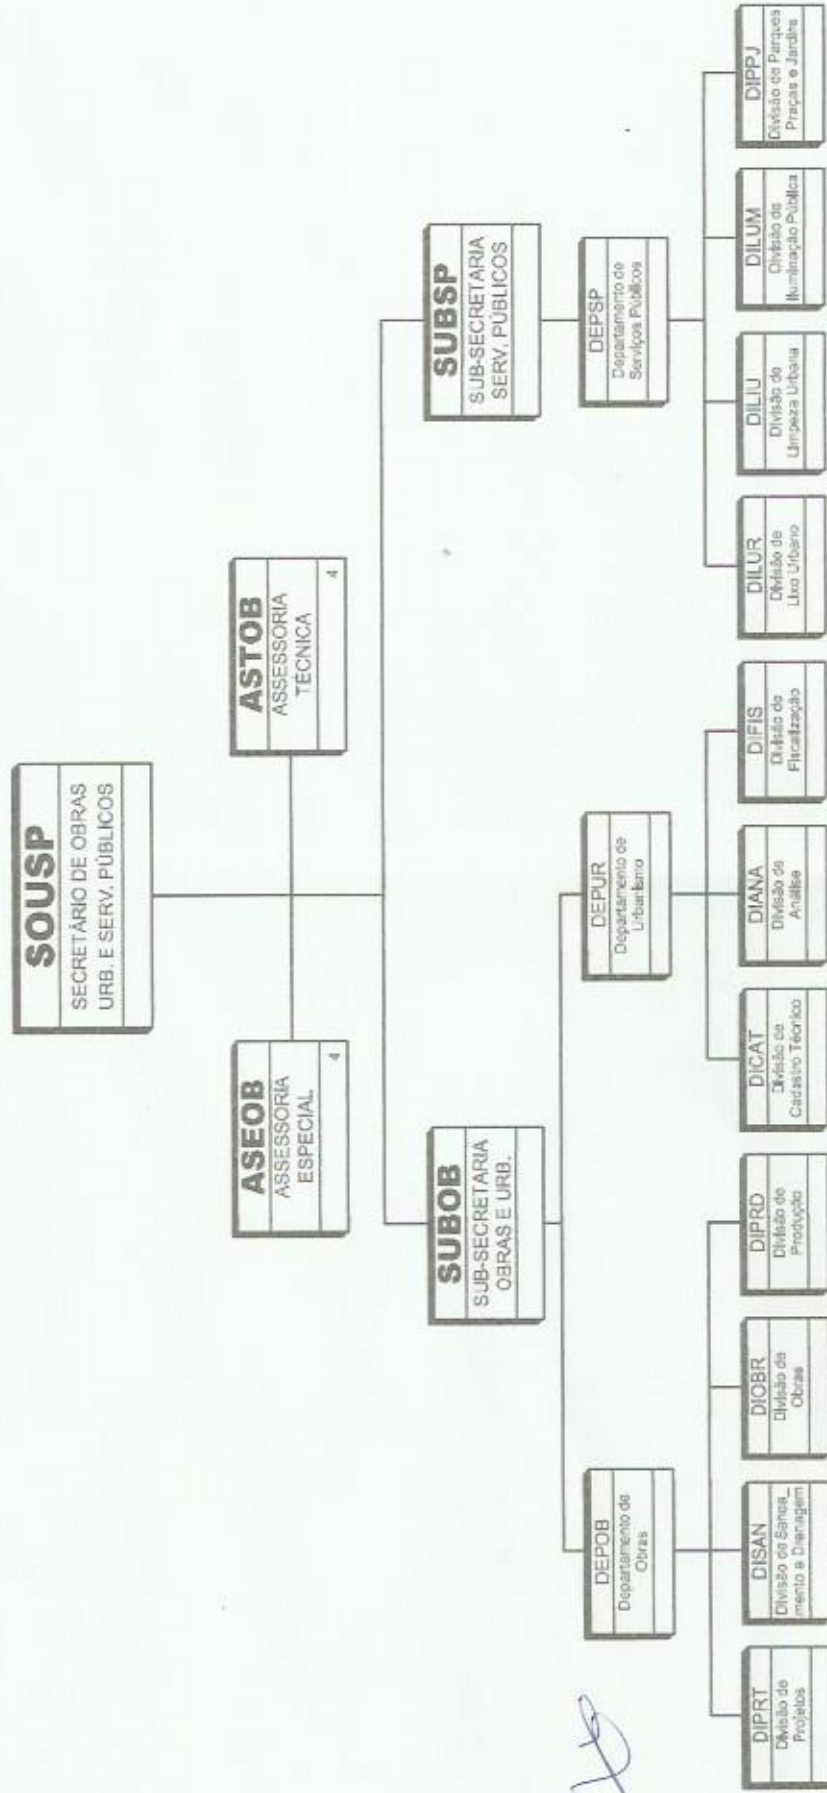 SOUSP
SECRETÁRIO DE OBRAS
URB. E SERV. PÚBLICOS
ASEOB
ASSESSORIA
ESPECIAL
4
ASTOB
ASSESSORIA
TÉCNICA
4
SUBOB
SUB-SECRETARIA
OBRAS E URB.
SUBSP
SUB-SECRETARIA
SERV. PÚBLICOS
DEPOB
Departamento de
Obras
DEPUR
Departamento de
Urbanismo
DEPSP
Departamento de
Serviços Públicos
DIPRT
Divisão de
Projetos
DISAN
Divisão de Sanea_
mento e Drenagem
DIOBR
Divisão de
Obras
DIPRD
Divisão de
Produção
DICAT
Divisão de
Cadastro Técnico
DIANA
Divisão de
Análise
DIFIS
Divisão de
Fiscalização
DILUR
Divisão de
Lixo Urbano
DILIU
Divisão de
Limpeza Urbana
DILUM
Divisão de
Iluminação Pública
DIPPJ
Divisão de Parques
Praças e Jardins